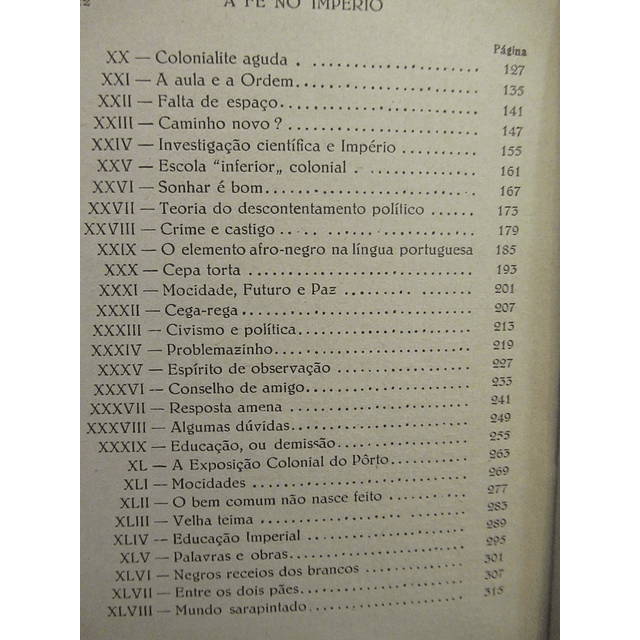 A FÉ NO IMPÉRIO
Página
XX — Colonialite aguda . .................... 127
XXI — A aula e a Ordem........................ 135
XXII — Falta de espaço........................ 141
XXIII — Caminho novo? ........................ 147
XXIV — Investigação científica e Império .......... 155
XXV — Escola "inferior„ colonial . ................ 161
XXVI — Sonhar é bom........................... 167
XXVII — Teoria do descontentamento político ...... 173
XXVIII — Crime e castigo ....................... 179
XXIX — O elemento afro-negro na língua portuguesa 185
XXX — Cepa torta ............................ 193
XXXI — Mocidade, Futuro e Paz ................. 201
XXXII — Cega-rega............................. 207
XXXIII — Civismo e política..................... 213
XXXIV — Problemazinho......................... 219
XXXV — Espírito de observação ................. 227
XXXVI — Conselho de amigo..................... 233
XXXVII — Resposta amena ...................... 241
XXXVIII — Algumas dúvidas..................... 249
XXXIX — Educação, ou demissão................. 255
XL — A Exposição Colonial do Pôrto........... 263
XLI — Mocidades ............................ 269
XLII — O bem comum não nasce feito .......... 277
XLIII — Velha teima ......................... 283
XLIV — Educação Imperial .................... 289
XLV — Palavras e obras....................... 295
XLVI — Negros receios dos brancos ............ 301
XLVII — Entre os dois pães................... 307
XLVIII — Mundo sarapintado................... 315